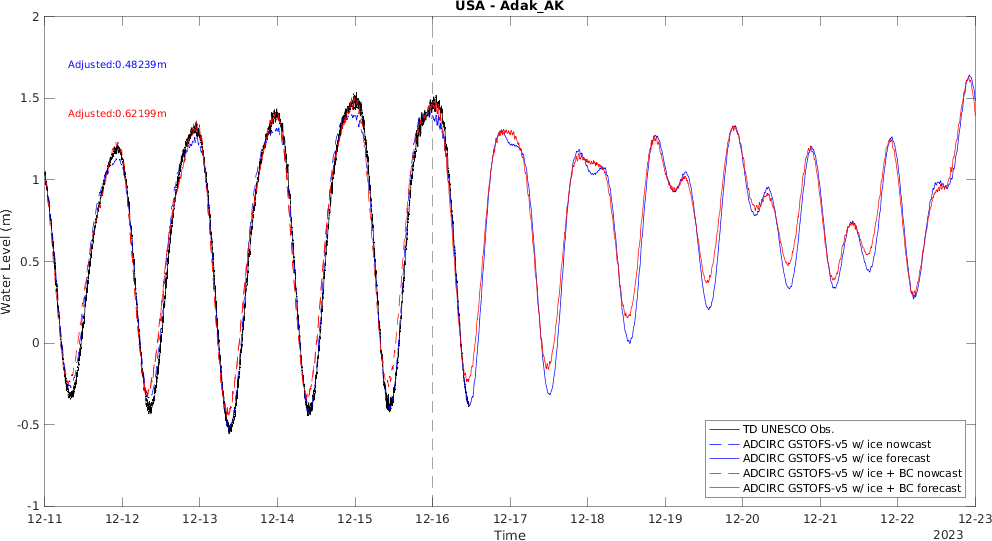 USA - Adak_AK
2
1.5
1
0.5
0
-0.5
-1
Water Level (m)
Adjusted:0.48239m
Adjusted:0.62199m
TD UNESCO Obs.
ADCIRC GSTOFS-v5 w/ ice nowcast
ADCIRC GSTOFS-v5 w/ ice forecast
ADCIRC GSTOFS-v5 w/ ice + BC nowcast
ADCIRC GSTOFS-v5 w/ ice + BC forecast
12-11 12-12 12-13 12-14 12-15 12-16 12-17 12-18 12-19 12-20 12-21 12-22 12-23
Time
2023